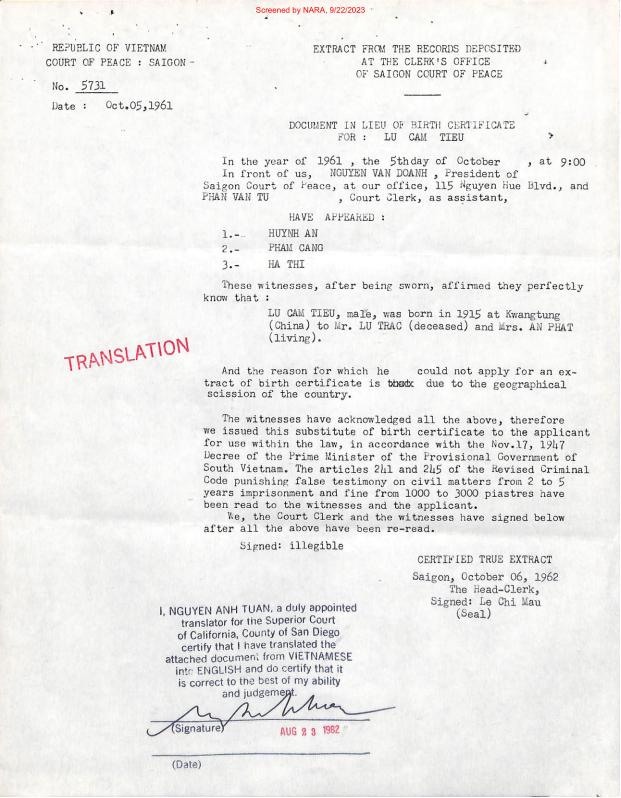 Screened by NARA, 9/22/2023
REPUBLIC OF VIETNAM
COURT OF PEACE : SAIGON -
No. 5731
Date : Oct.05,1961
EXTRACT FROM THE RECORDS DEPOSITED
AT THE CLERK'S OFFICE
OF SAIGON COURT OF PEACE
DOCUMENT IN LIEU OF BIRTH CERTIFICATE
FOR : LU CAM TIEU
In the year of 1961 , the 5thday of October , at 9:00
In front of us, NGUYEN VAN DOANH , President of
Saigon Court of Peace, at our office, 115 Nguyen Hue Blvd., and
PHAN VAN TU , Court Clerk, as assistant,
HAVE APPEARED :
1.- HUYNH AN
2.- PHAM CANG
3.- HA THI
These witnesses, after being sworn, affirmed they perfectly
know that :
LU CAM TIEU, male, was born in 1915 at Kwangtung
(China) to Mr. LU TRAC (deceased) and Mrs. AN PHAT
(living).
TRANSLATION
And the reason for which he could not apply for an ex-
tract of birth certificate is due to the geographical
scission of the country.
The witnesses have acknowledged all the above, therefore
we issued this substitute of birth certificate to the applicant
for use within the law, in accordance with the Nov.17, 1947
Decree of the Prime Minister of the Provisional Government of
South Vietnam. The articles 241 and 245 of the Revised Criminal
Code punishing false testimony on civil matters from 2 to 5
years imprisonment and fine from 1000 to 3000 piastres have
been read to the witnesses and the applicant.
We, the Court Clerk and the witnesses have signed below
after all the above have been re-read.
Signed: illegible
CERTIFIED TRUE EXTRACT
Saigon, October 06, 1962
The Head-Clerk,
Signed: Le Chi Mau
(Seal)
I, NGUYEN ANH TUAN, a duly appointed
translator for the Superior Court
of California, County of San Diego
certify that I have translated the
attached document from VIETNAMESE
into ENGLISH and do certify that it
is correct to the best of my ability
and judgement.
(Signature)
AUG 23 1982
(Date)